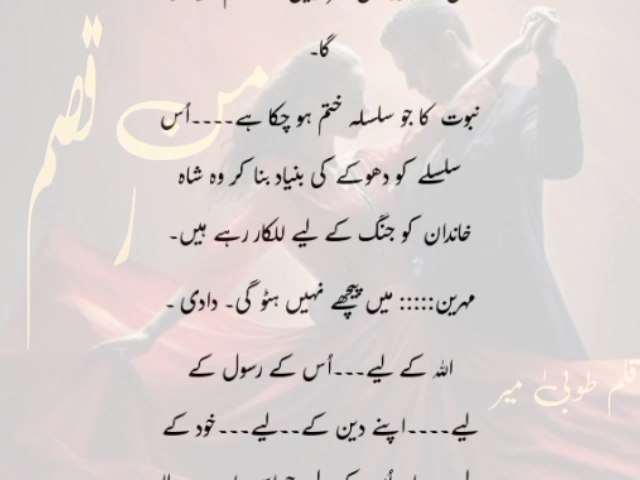 گا۔
نبوت کا جو سلسلہ ختم ہو چکا ہے----اُس
سلسلے کو دھوکے کی بنیاد بنا کر وہ شاہ
خاندان کو جنگ کے لیے للکار رہے ہیں۔
مہرین::::: میں پیچھے نہیں ہٹو گی۔ دادی ۔
اللہ کے لیے---اُس کے رسول کے
لیے----اپنے دین کے--لیے---خود کے
من رقصم
قلم طوبیٰ میر